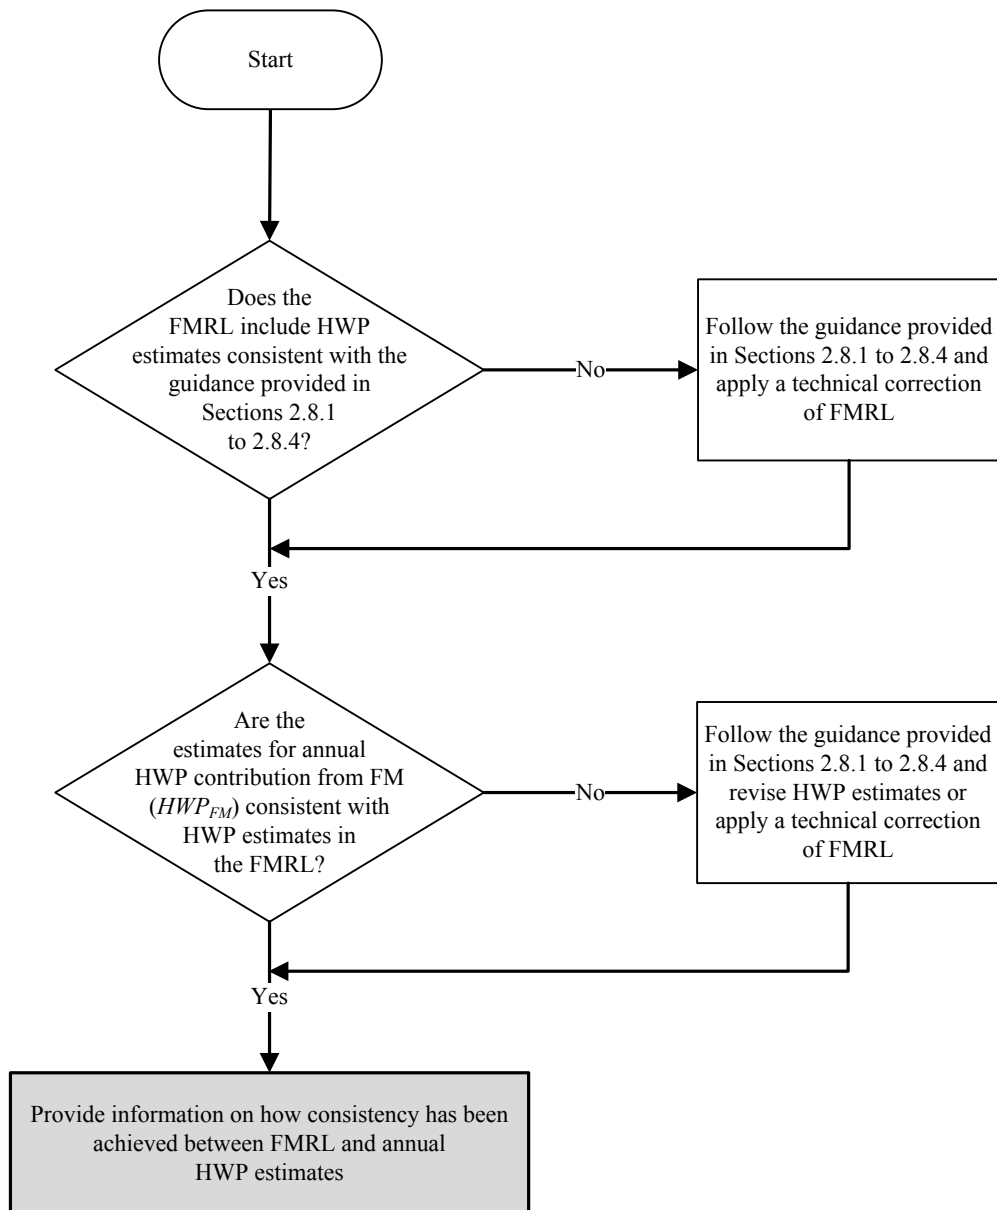 Start
Does the
FMRL include HWP
estimates consistent with the
guidance provided in
Sections 2.8.1
to 2.8.4?
No
Follow the guidance provided
in Sections 2.8.1 to 2.8.4 and
apply a technical correction
of FMRL
Yes
Are the
estimates for annual
HWP contribution from FM
(HWP_FM) consistent with
HWP estimates in
the FMRL?
No
Follow the guidance provided
in Sections 2.8.1 to 2.8.4 and
revise HWP estimates or
apply a technical correction
of FMRL
Yes
Provide information on how consistency has been
achieved between FMRL and annual
HWP estimates